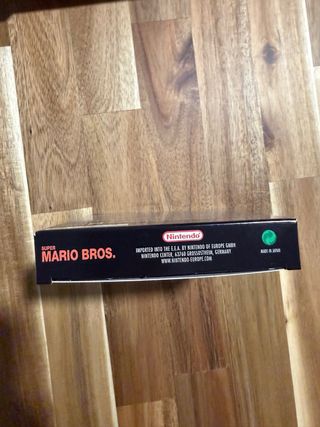 SUPER
MARIO BROS.
Nintendo
IMPORTED INTO THE E.E.A. BY NINTENDO OF EUROPE GMBH
NINTENDO CENTER, 63760 GROSSOSTHEIM, GERMANY
WWW.NINTENDO-EUROPE.COM
MADE IN JAPAN